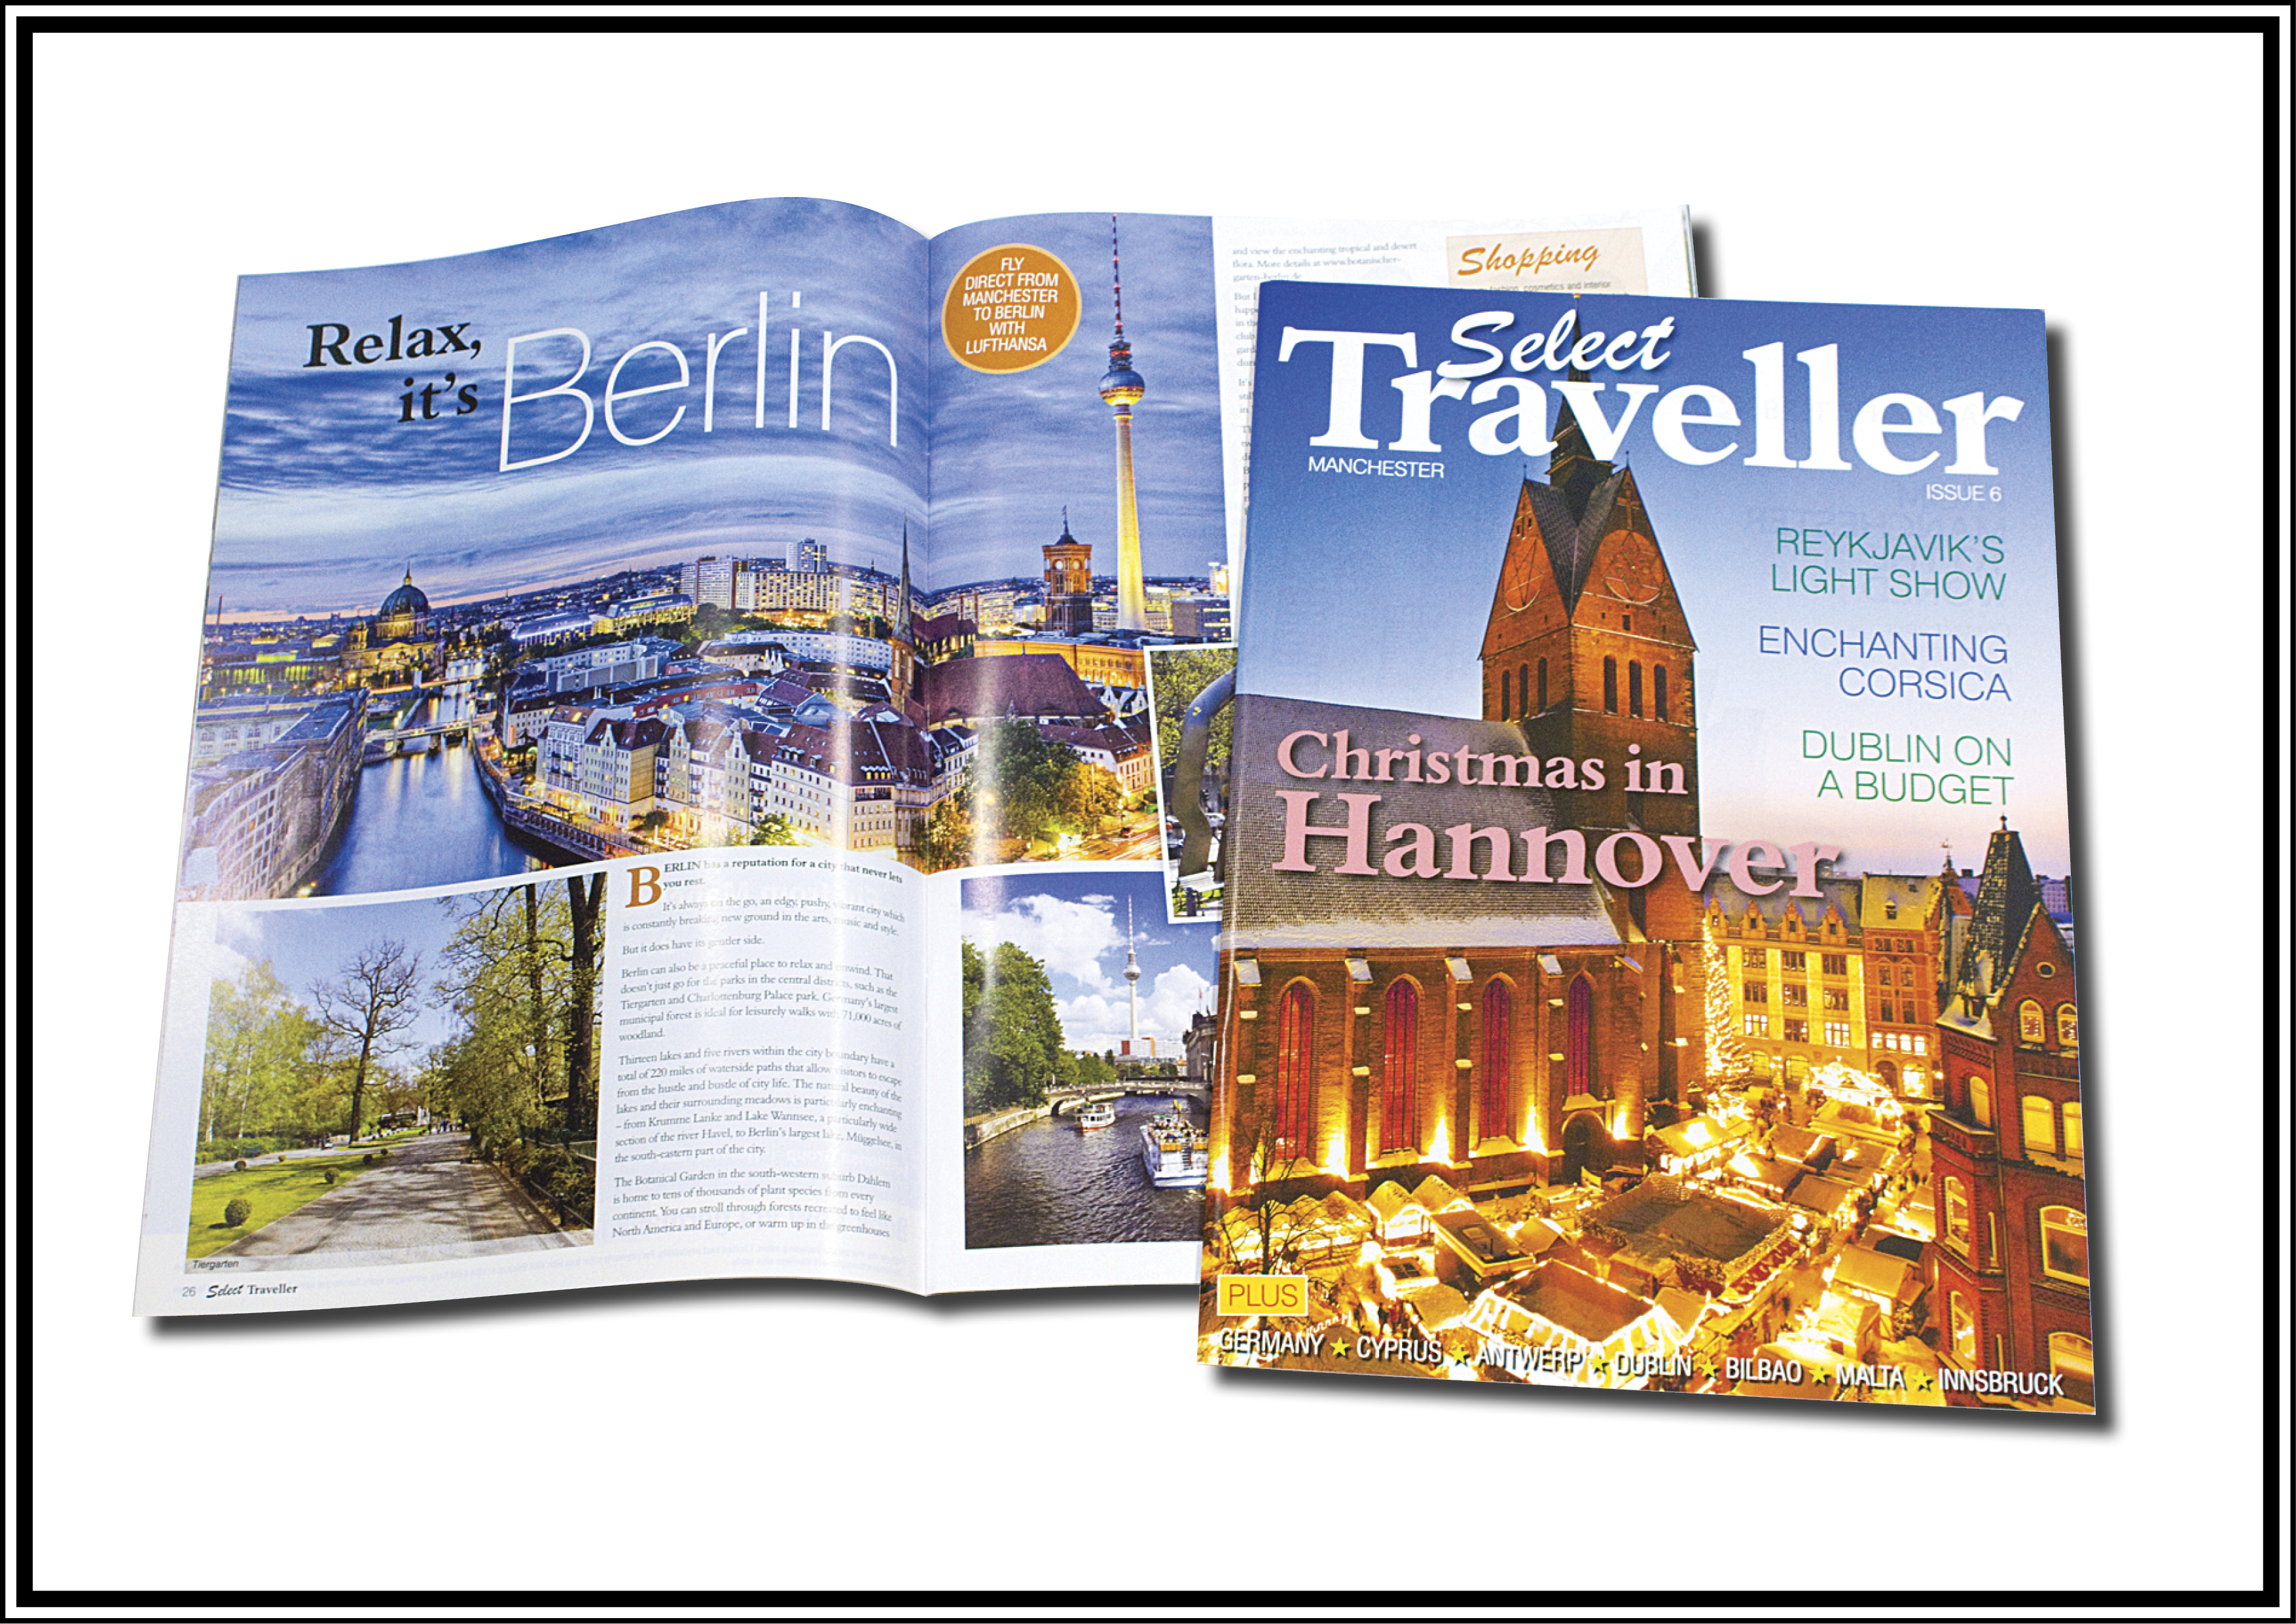 Relax,
it's Berlin
FLY
DIRECT FROM
MANCHESTER
TO BERLIN
WITH
LUFTHANSA
BERLIN has a reputation for a city that never lets
you rest.
It's always on the go, an edgy, pushy, vibrant city which
is constantly breaking new ground in the arts, music and style.
But it does have its gentler side.
Berlin can also be a peaceful place to relax and unwind. That
doesn't just go for the parks in the central districts, such as the
Tiergarten and Charlottenburg Palace park. Germany's largest
municipal forest is ideal for leisurely walks with 71,000 acres of
woodland.
Thirteen lakes and five rivers within the city boundary have a
total of 220 miles of waterside paths that allow visitors to escape
from the hustle and bustle of city life. The natural beauty of the
lakes and their surrounding meadows is particularly enchanting
– from Krumme Lanke and Lake Wannsee, a particularly wide
section of the river Havel, to Berlin's largest lake, Müggelsee, in
the south-eastern part of the city.
The Botanical Garden in the south-western suburb Dahlem
is home to tens of thousands of plant species from every
continent. You can stroll through forests recreated to feel like
North America and Europe, or warm up in the greenhouses
Tiergarten
26 Select Traveller
and view the enchanting tropical and desert
flora. More details at www.botanischer-
garten-berlin.de
But
in
Shopping
fashion, cosmetics and interior
Select
Traveller
MANCHESTER
ISSUE 6
REYKJAVIK'S
LIGHT SHOW
ENCHANTING
CORSICA
DUBLIN ON
A BUDGET
Christmas in
Hannover
PLUS
GERMANY ★ CYPRUS ★ ANTWERP ★ DUBLIN ★ BILBAO ★ MALTA ★ INNSBRUCK